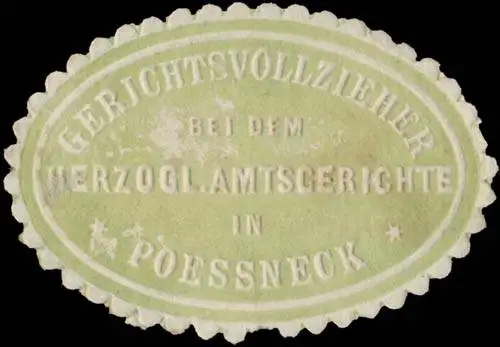 GERICHTSVOLLZIEHER
BEI DEM
HERZOGL. AMTSGERICHTE
IN
POESSNECK